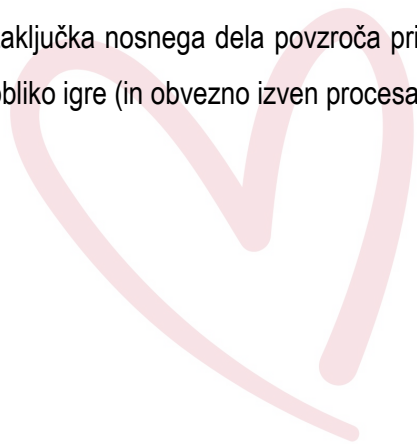 aključka nosnega dela povzroča pri
obliko igre (in obvezno izven procesa